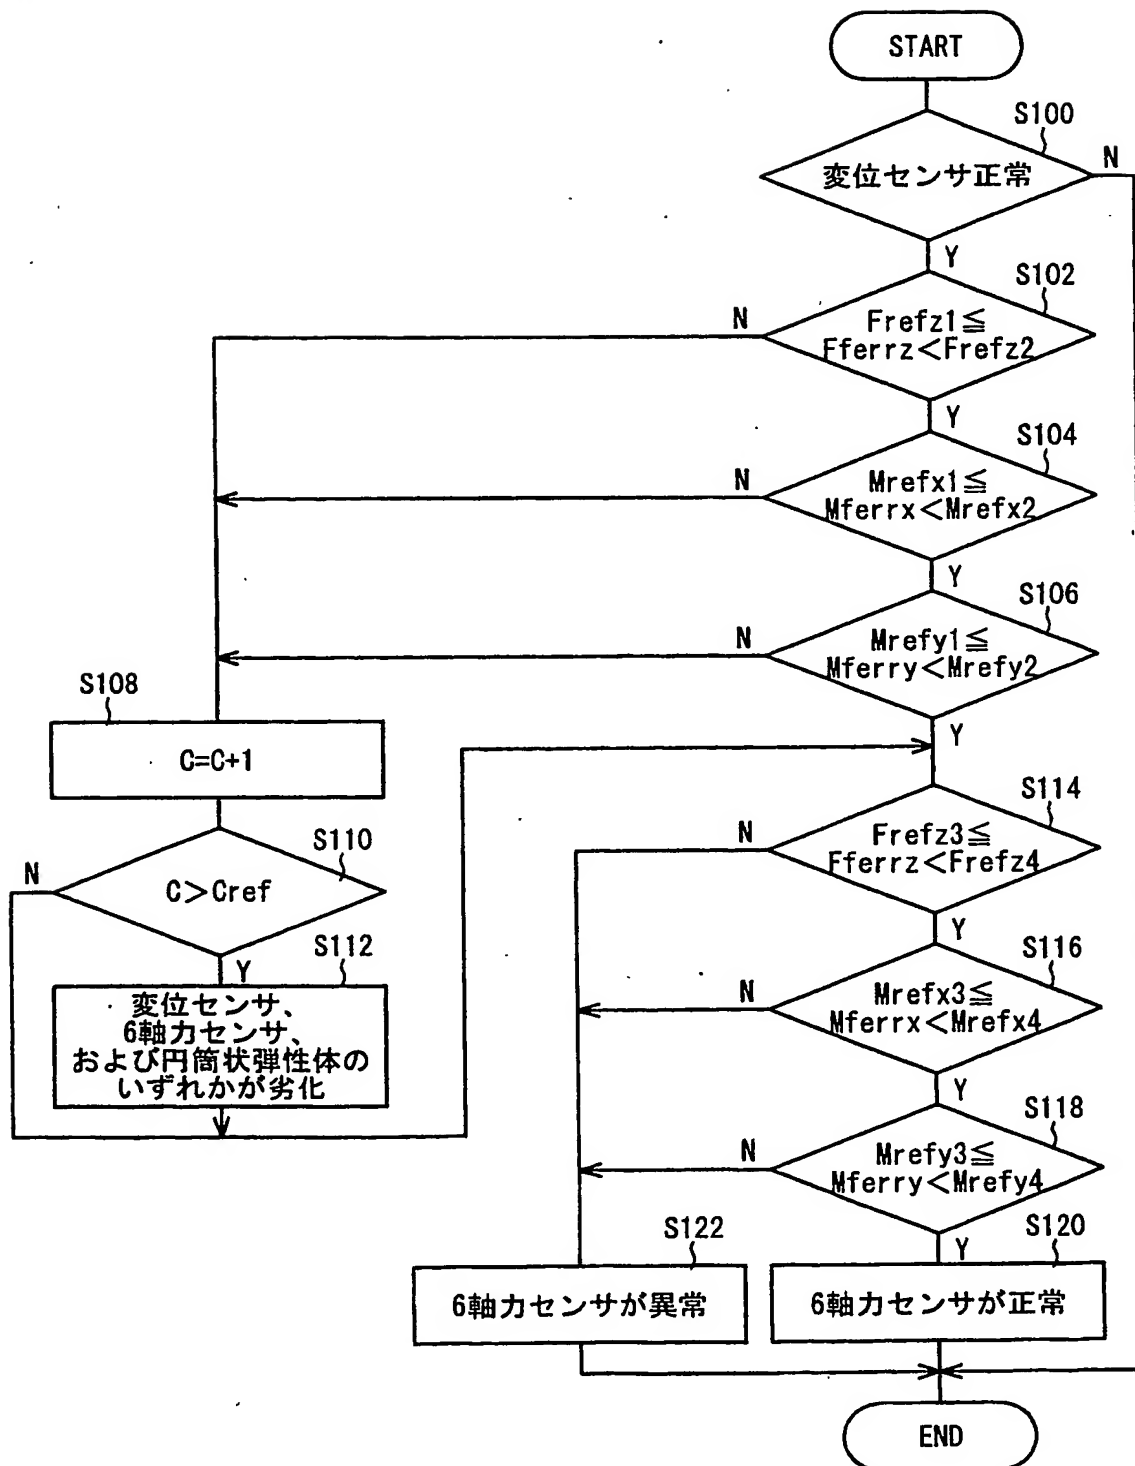 START
S100
変位センサ正常
N
Y
S102
N
Frefz1≦
Fferrz<Frefz2
Y
S104
N
Mrefx1≦
Mferrx<Mrefx2
Y
S106
N
Mrefy1≦
Mferry<Mrefy2
Y
S108
C=C+1
S110
N
C>Cref
Y
S112
変位センサ、
6軸力センサ、
および円筒状弾性体の
いずれかが劣化
S114
N
Frefz3≦
Fferrz<Frefz4
Y
S116
N
Mrefx3≦
Mferrx<Mrefx4
Y
S118
N
Mrefy3≦
Mferry<Mrefy4
Y
S122
6軸力センサが異常
S120
6軸力センサが正常
END